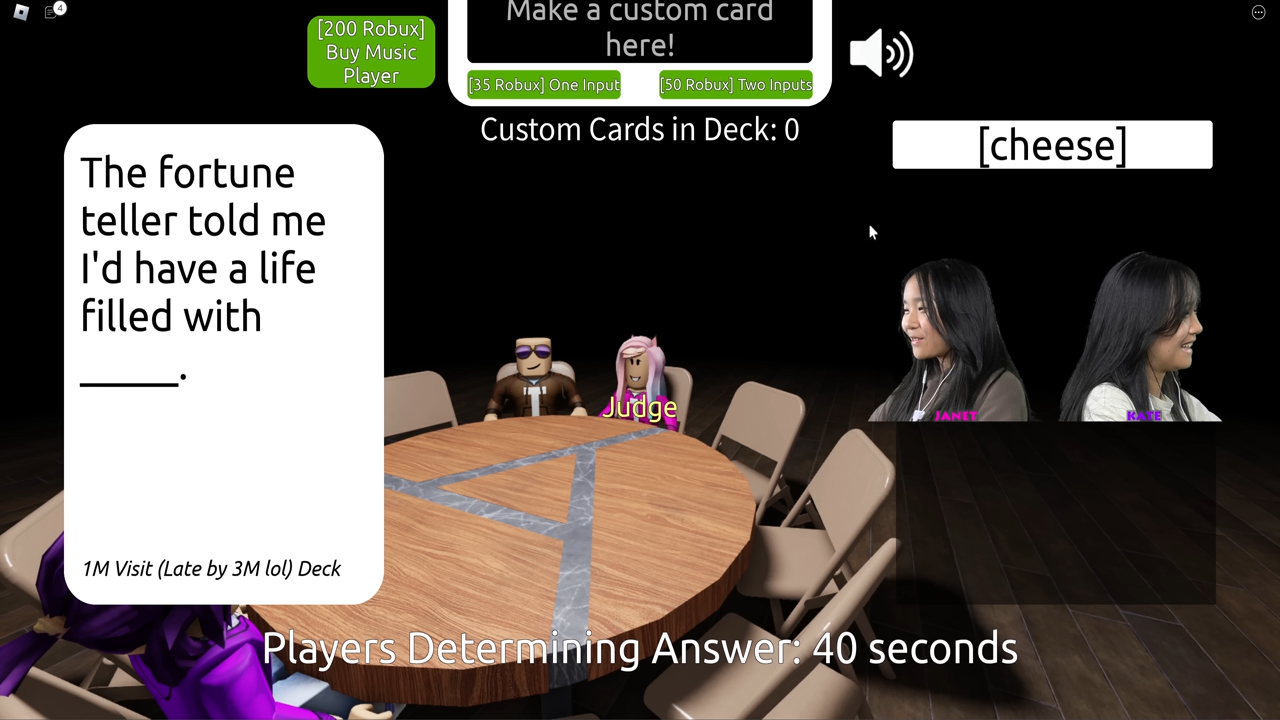 4
[200 Robux]
Buy Music
Player
Make a custom card
here!
[35 Robux] One Input
[50 Robux] Two Inputs
Custom Cards in Deck: 0
[cheese]
The fortune
teller told me
I'd have a life
filled with
_____.
1M Visit (Late by 3M lol) Deck
Judge
JANET
KATE
Players Determining Answer: 40 seconds